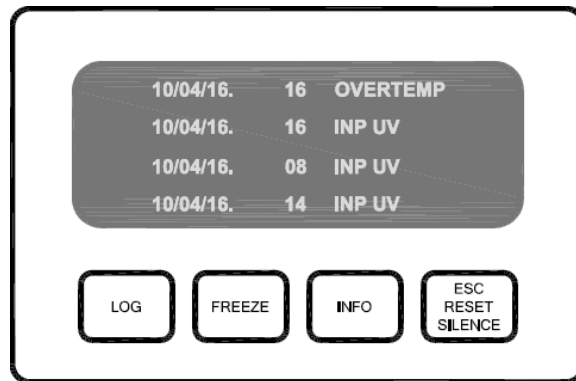 10/04/16. 16 OVERTEMP
10/04/16. 16 INP UV
10/04/16. 08 INP UV
10/04/16. 14 INP UV
LOG
FREEZE
INFO
ESC
RESET
SILENCE